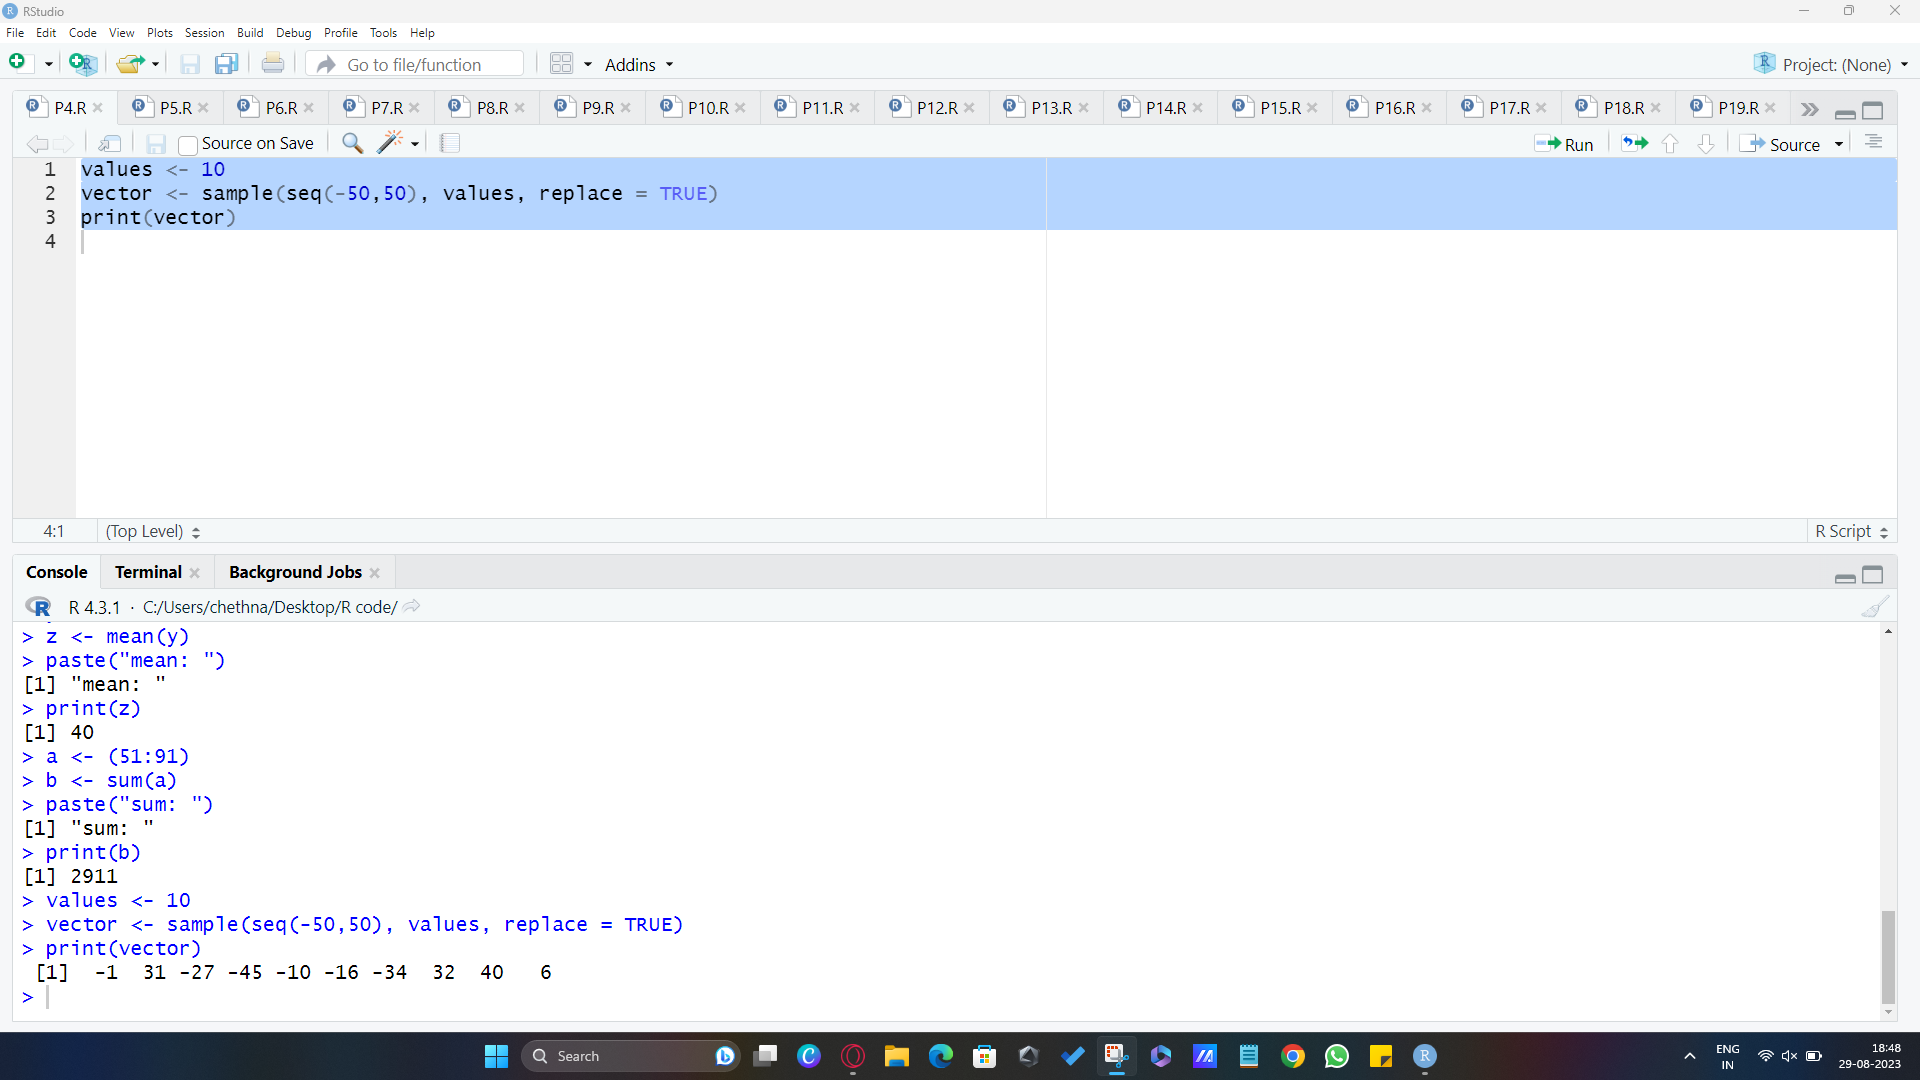 RStudio
File Edit Code View Plots Session Build Debug Profile Tools Help
Go to file/function Addins Project: (None)
P4.R P5.R P6.R P7.R P8.R P9.R P10.R P11.R P12.R P13.R P14.R P15.R P16.R P17.R P18.R P19.R
Source on Save Run Source
1 values <- 10
2 vector <- sample(seq(-50,50), values, replace = TRUE)
3 print(vector)
4
4:1 (Top Level) R Script
Console Terminal Background Jobs
R 4.3.1 · C:/Users/chethna/Desktop/R code/
> z <- mean(y)
> paste("mean: ")
[1] "mean: "
> print(z)
[1] 40
> a <- (51:91)
> b <- sum(a)
> paste("sum: ")
[1] "sum: "
> print(b)
[1] 2911
> values <- 10
> vector <- sample(seq(-50,50), values, replace = TRUE)
> print(vector)
[1] -1 31 -27 -45 -10 -16 -34 32 40 6
>
Search ENG 18:48
IN 29-08-2023